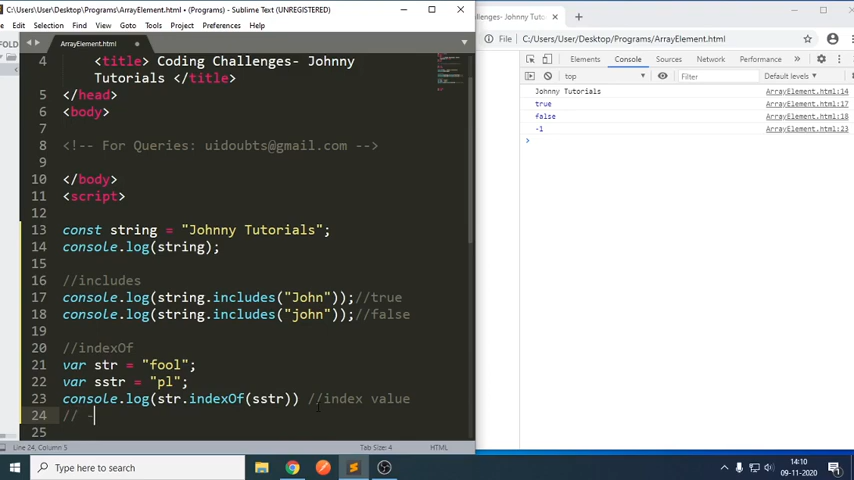 C:\Users\User\Desktop\Programs\ArrayElement.html • (Programs) - Sublime Text (UNREGISTERED)
Edit Selection Find View Goto Tools Project Preferences Help
FOLD
ArrayElement.html
4 <title> Coding Challenges- Johnny
Tutorials </title>
5 </head>
6 <body>
7
8 <!-- For Queries: uidoubts@gmail.com -->
9
10 </body>
11 <script>
12
13 const string = "Johnny Tutorials";
14 console.log(string);
15
16 //includes
17 console.log(string.includes("John"));//true
18 console.log(string.includes("john"));//false
19
20 //indexOf
21 var str = "fool";
22 var sstr = "pl";
23 console.log(str.indexOf(sstr)) //index value
24 // -
25
Line 24, Column 5 Tab Size: 4 HTML
allenges- Johnny Tuto
File C:/Users/User/Desktop/Programs/ArrayElement.html
Elements Console Sources Network Performance
top Filter Default levels
Johnny Tutorials ArrayElement.html:14
true ArrayElement.html:17
false ArrayElement.html:18
-1 ArrayElement.html:23
Type here to search
14:10
09-11-2020